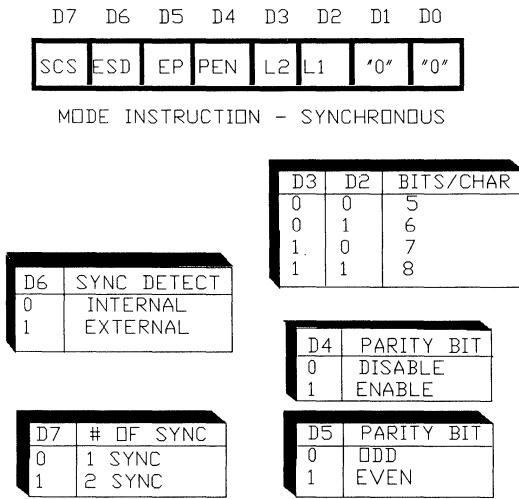 D7 D6 D5 D4 D3 D2 D1 D0
SCS ESD EP PEN L2 L1 "0" "0"
MODE INSTRUCTION - SYNCHRONOUS
D3 D2 BITS/CHAR
0 0 5
0 1 6
1 0 7
1 1 8
D6 SYNC DETECT
0 INTERNAL
1 EXTERNAL
D4 PARITY BIT
0 DISABLE
1 ENABLE
D7 # OF SYNC
0 1 SYNC
1 2 SYNC
D5 PARITY BIT
0 ODD
1 EVEN